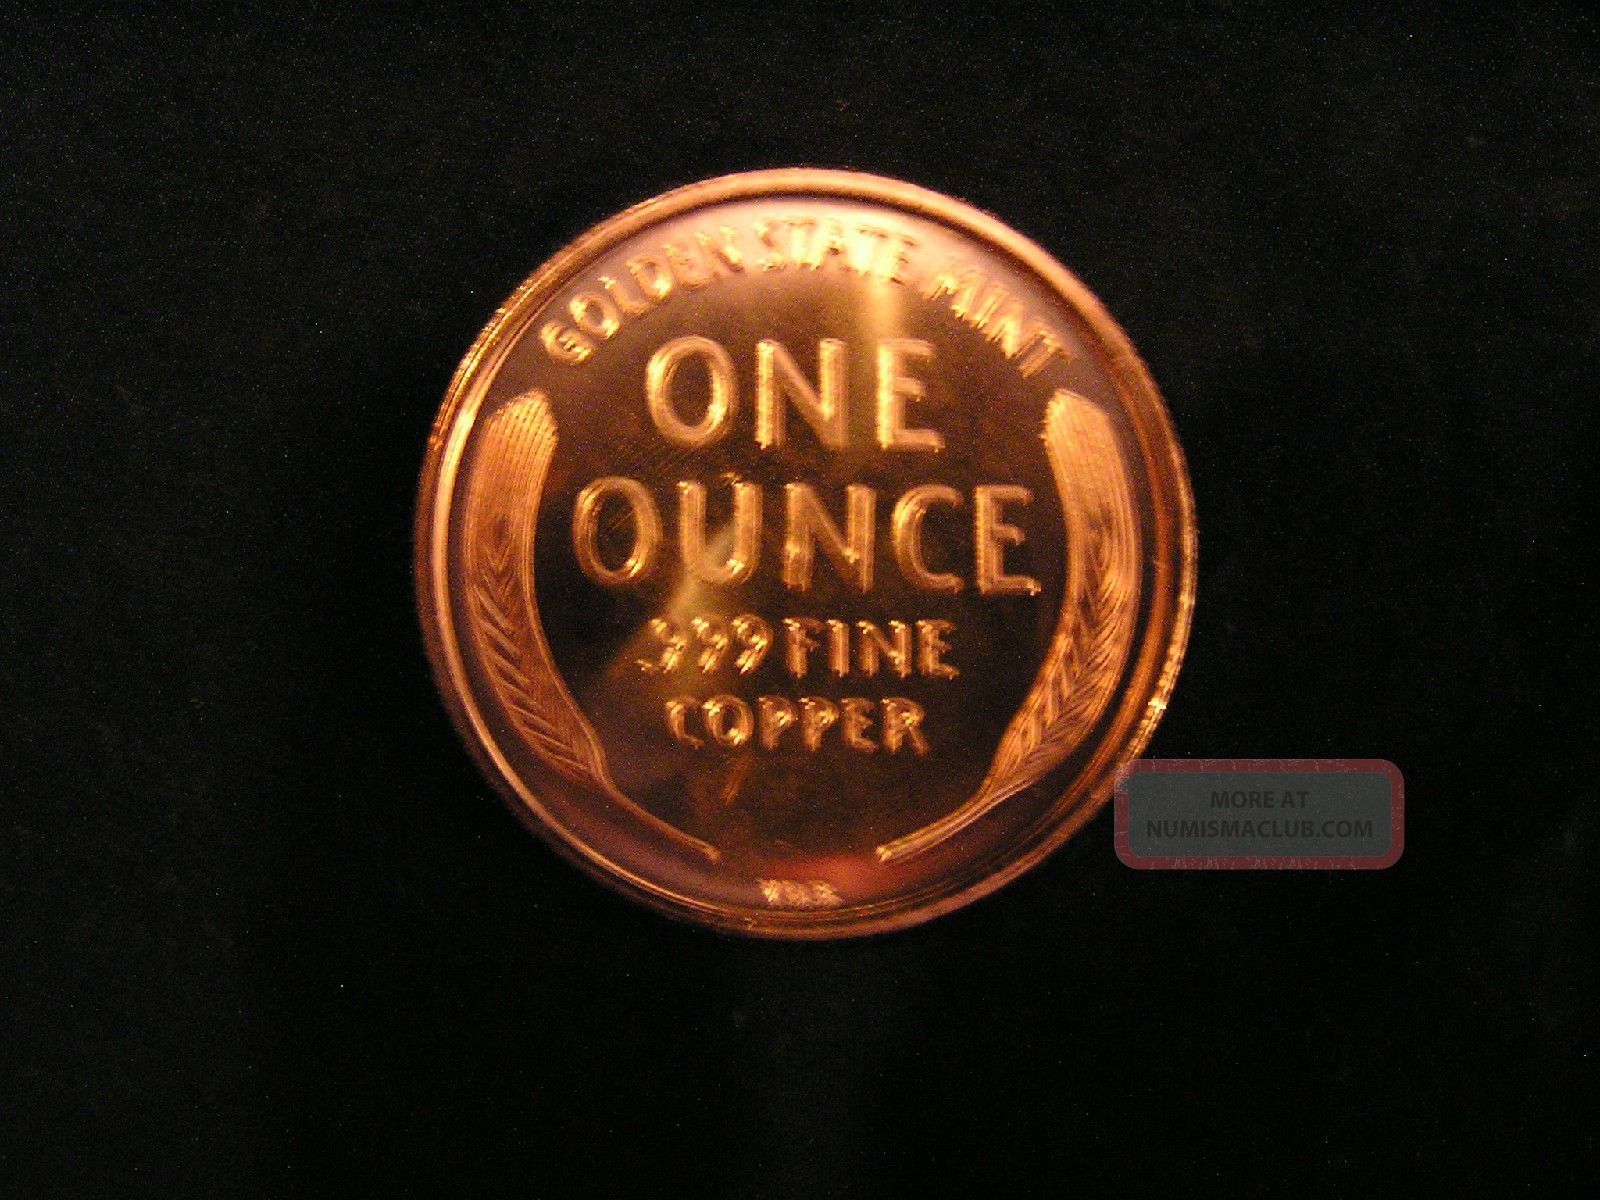 GOLDEN STATE MINT
ONE
OUNCE
.999 FINE
COPPER
V.D.B.
MORE AT
NUMISMACLUB.COM